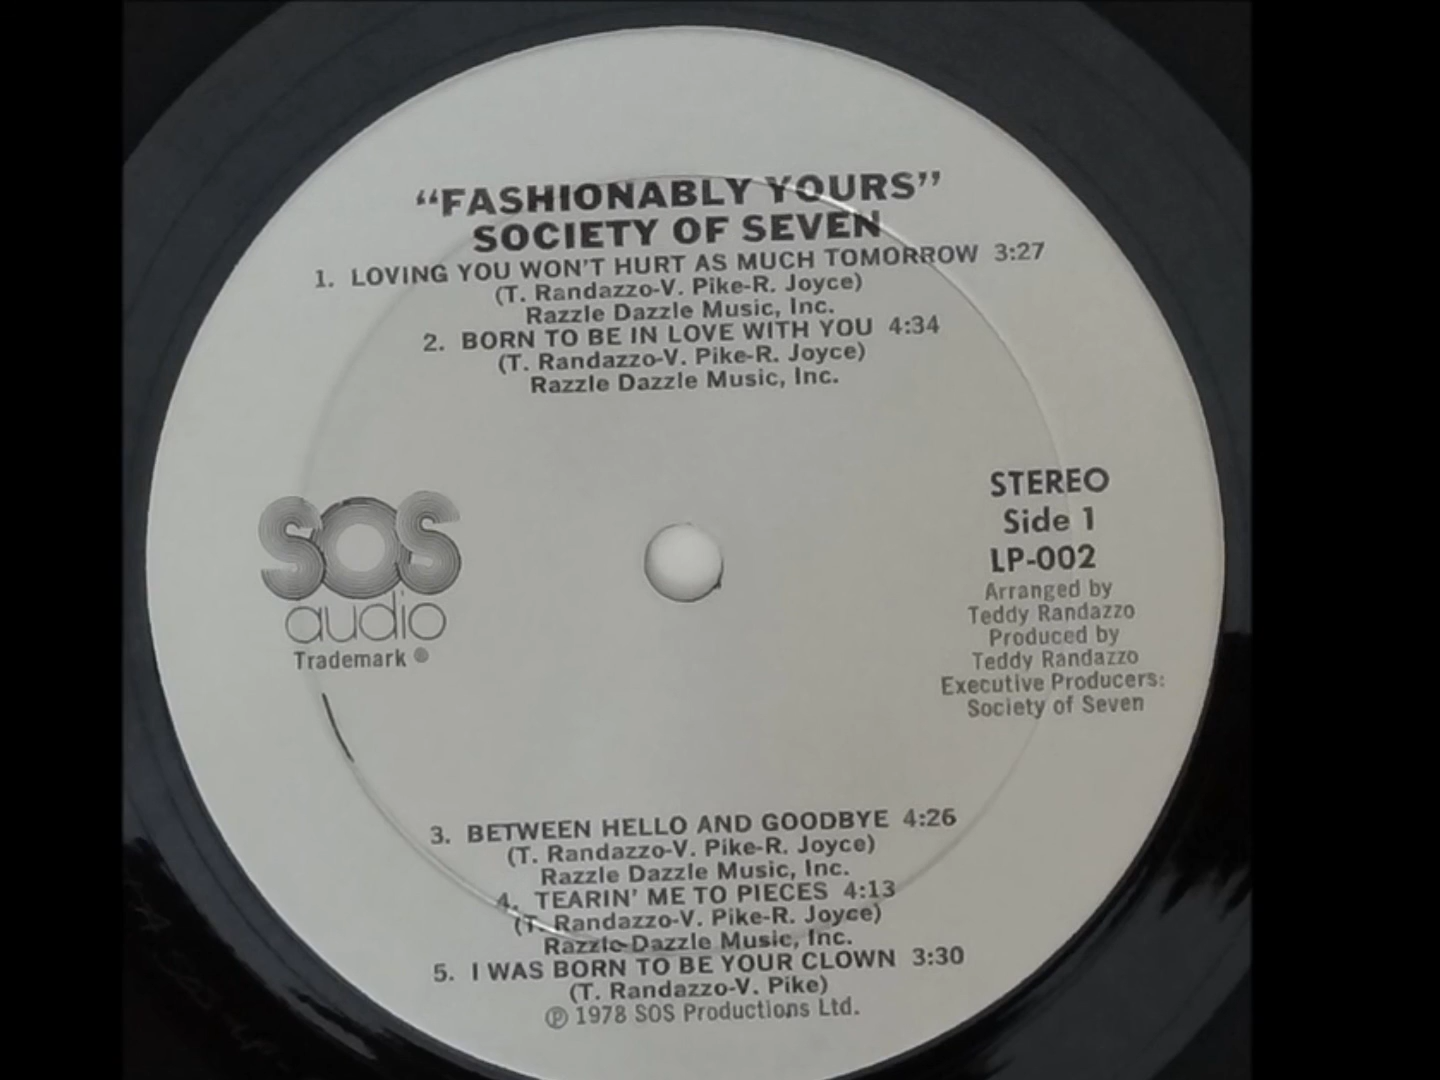 “FASHIONABLY YOURS”
SOCIETY OF SEVEN
1. LOVING YOU WON'T HURT AS MUCH TOMORROW 3:27
(T. Randazzo-V. Pike-R. Joyce)
Razzle Dazzle Music, Inc.
2. BORN TO BE IN LOVE WITH YOU 4:34
(T. Randazzo-V. Pike-R. Joyce)
Razzle Dazzle Music, Inc.
SOS
audio
Trademark ®
STEREO
Side 1
LP-002
Arranged by
Teddy Randazzo
Produced by
Teddy Randazzo
Executive Producers:
Society of Seven
3. BETWEEN HELLO AND GOODBYE 4:26
(T. Randazzo-V. Pike-R. Joyce)
Razzle Dazzle Music, Inc.
4. TEARIN' ME TO PIECES 4:13
(T. Randazzo-V. Pike-R. Joyce)
Razzle Dazzle Music, Inc.
5. I WAS BORN TO BE YOUR CLOWN 3:30
(T. Randazzo-V. Pike)
℗ 1978 SOS Productions Ltd.